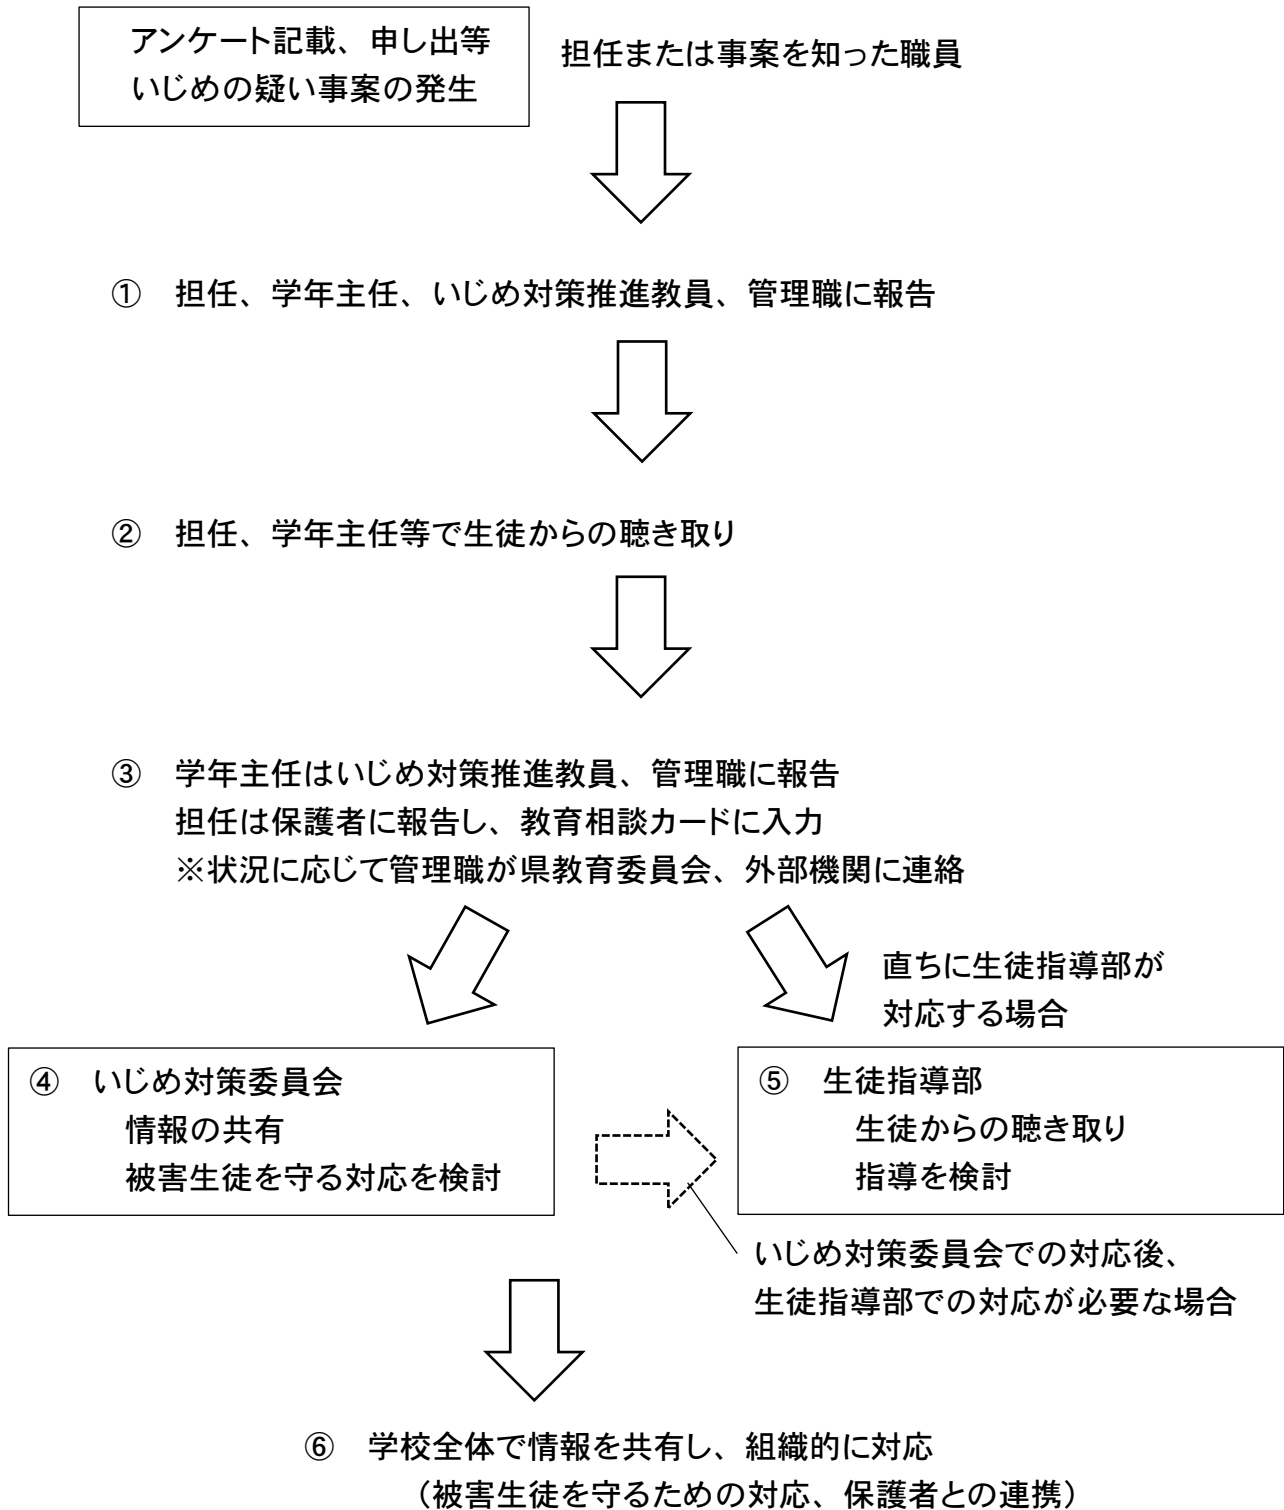 アンケート記載、申し出等
いじめの疑い事案の発生
担任または事案を知った職員
① 担任、学年主任、いじめ対策推進教員、管理職に報告
② 担任、学年主任等で生徒からの聴き取り
③ 学年主任はいじめ対策推進教員、管理職に報告
担任は保護者に報告し、教育相談カードに入力
※状況に応じて管理職が県教育委員会、外部機関に連絡
直ちに生徒指導部が
対応する場合
④ いじめ対策委員会
情報の共有
被害生徒を守る対応を検討
⑤ 生徒指導部
生徒からの聴き取り
指導を検討
いじめ対策委員会での対応後、
生徒指導部での対応が必要な場合
⑥ 学校全体で情報を共有し、組織的に対応
（被害生徒を守るための対応、保護者との連携）